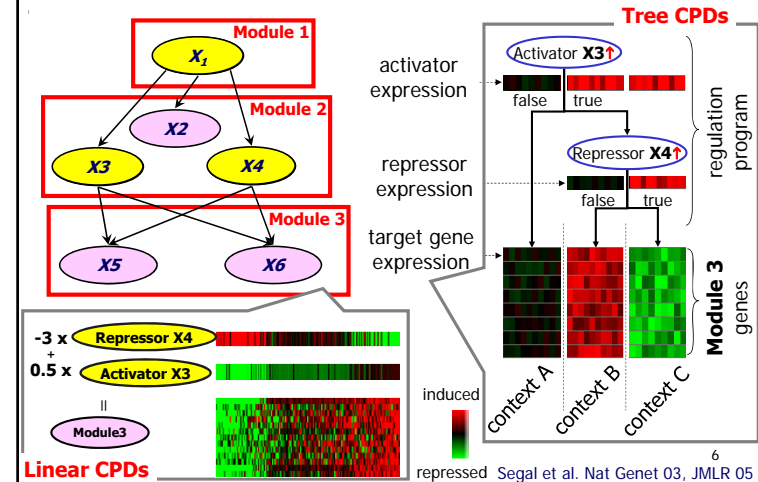 Module 1
X1
Module 2
X2
X3
X4
Module 3
X5
X6
Tree CPDs
Activator X3↑
activator
expression
false
true
Repressor X4↑
repressor
expression
false
true
regulation
program
target gene
expression
Module 3
genes
context A
context B
context C
-3 x
Repressor X4
+
0.5 x
Activator X3
=
Module3
Linear CPDs
induced
repressed
6
Segal et al. Nat Genet 03, JMLR 05